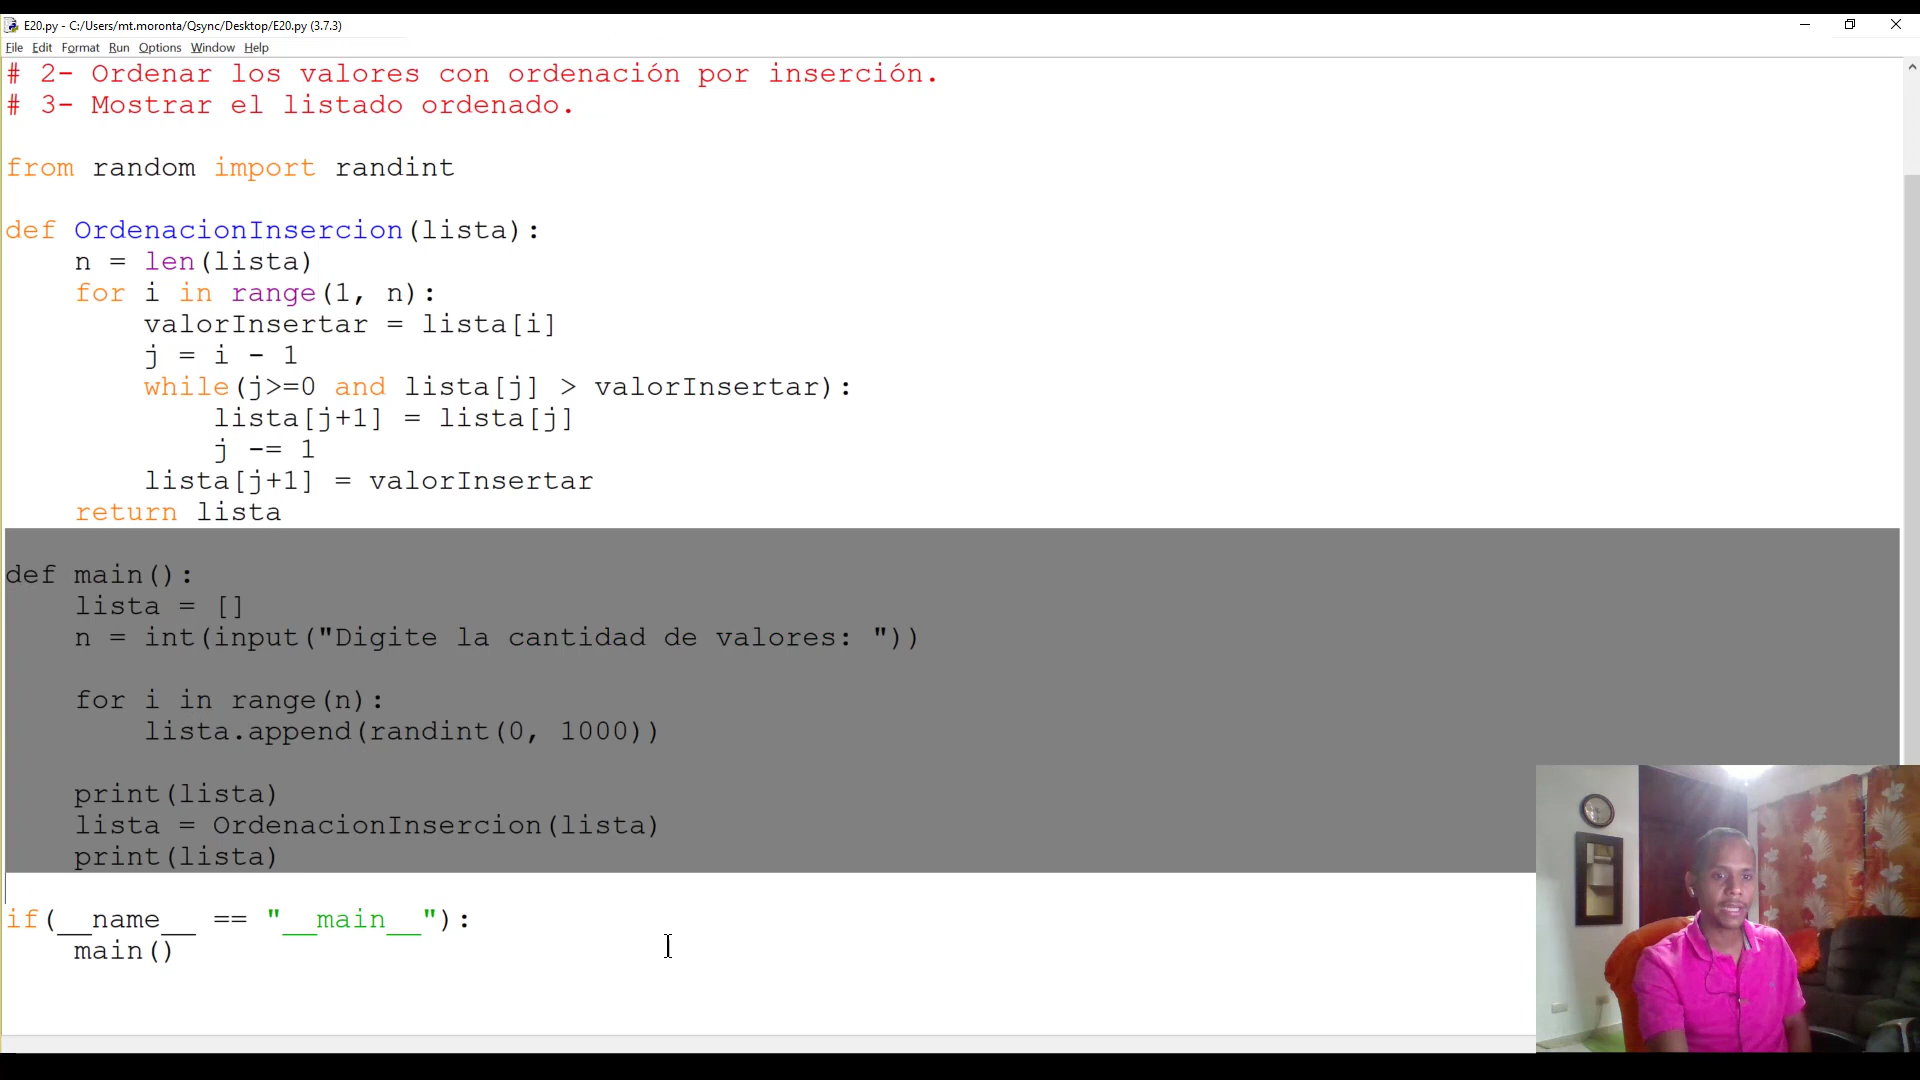 E20.py - C:/Users/mt.moronta/Qsync/Desktop/E20.py (3.7.3)
File Edit Format Run Options Window Help
# 2- Ordenar los valores con ordenación por inserción.
# 3- Mostrar el listado ordenado.
from random import randint
def OrdenacionInsercion(lista):
    n = len(lista)
    for i in range(1, n):
        valorInsertar = lista[i]
        j = i - 1
        while(j>=0 and lista[j] > valorInsertar):
            lista[j+1] = lista[j]
            j -= 1
        lista[j+1] = valorInsertar
    return lista
def main():
    lista = []
    n = int(input("Digite la cantidad de valores: "))
    for i in range(n):
        lista.append(randint(0, 1000))
    print(lista)
    lista = OrdenacionInsercion(lista)
    print(lista)
if(__name__ == "__main__"):
    main()